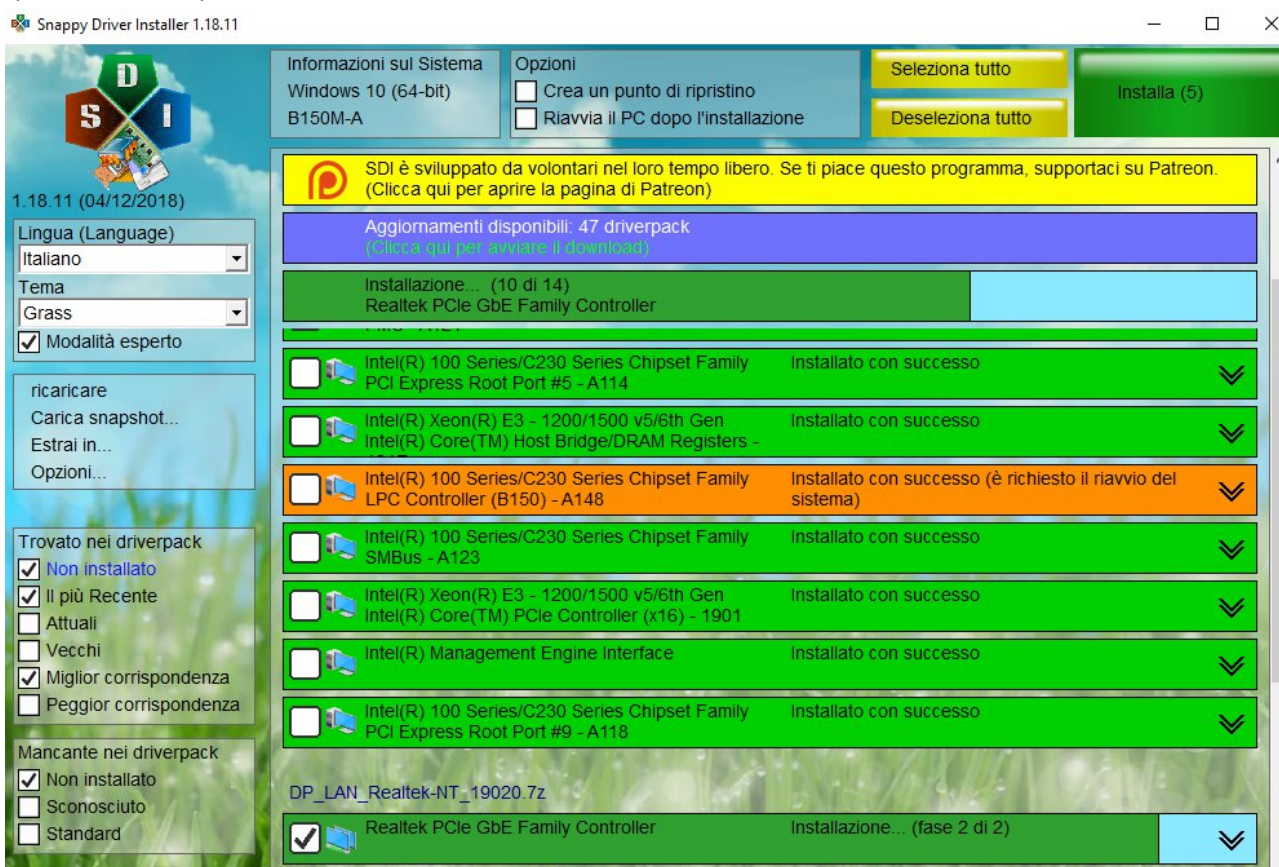 Snappy Driver Installer 1.18.11
D
S I
1.18.11 (04/12/2018)
Lingua (Language)
Italiano
Tema
Grass
Modalità esperto
ricaricare
Carica snapshot...
Estrai in...
Opzioni...
Trovato nei driverpack
Non installato
Il più Recente
Attuali
Vecchi
Miglior corrispondenza
Peggior corrispondenza
Mancante nei driverpack
Non installato
Sconosciuto
Standard
Informazioni sul Sistema
Windows 10 (64-bit)
B150M-A
Opzioni
Crea un punto di ripristino
Riavvia il PC dopo l'installazione
Seleziona tutto
Deseleziona tutto
Installa (5)
SDI è sviluppato da volontari nel loro tempo libero. Se ti piace questo programma, supportaci su Patreon.
(Clicca qui per aprire la pagina di Patreon)
Aggiornamenti disponibili: 47 driverpack
(Clicca qui per avviare il download)
Installazione... (10 di 14)
Realtek PCIe GbE Family Controller
Intel(R) 100 Series/C230 Series Chipset Family
PCI Express Root Port #5 - A114
Installato con successo
Intel(R) Xeon(R) E3 - 1200/1500 v5/6th Gen
Intel(R) Core(TM) Host Bridge/DRAM Registers -
Installato con successo
Intel(R) 100 Series/C230 Series Chipset Family
LPC Controller (B150) - A148
Installato con successo (è richiesto il riavvio del
sistema)
Intel(R) 100 Series/C230 Series Chipset Family
SMBus - A123
Installato con successo
Intel(R) Xeon(R) E3 - 1200/1500 v5/6th Gen
Intel(R) Core(TM) PCIe Controller (x16) - 1901
Installato con successo
Intel(R) Management Engine Interface
Installato con successo
Intel(R) 100 Series/C230 Series Chipset Family
PCI Express Root Port #9 - A118
Installato con successo
DP_LAN_Realtek-NT_19020.7z
Realtek PCIe GbE Family Controller
Installazione... (fase 2 di 2)